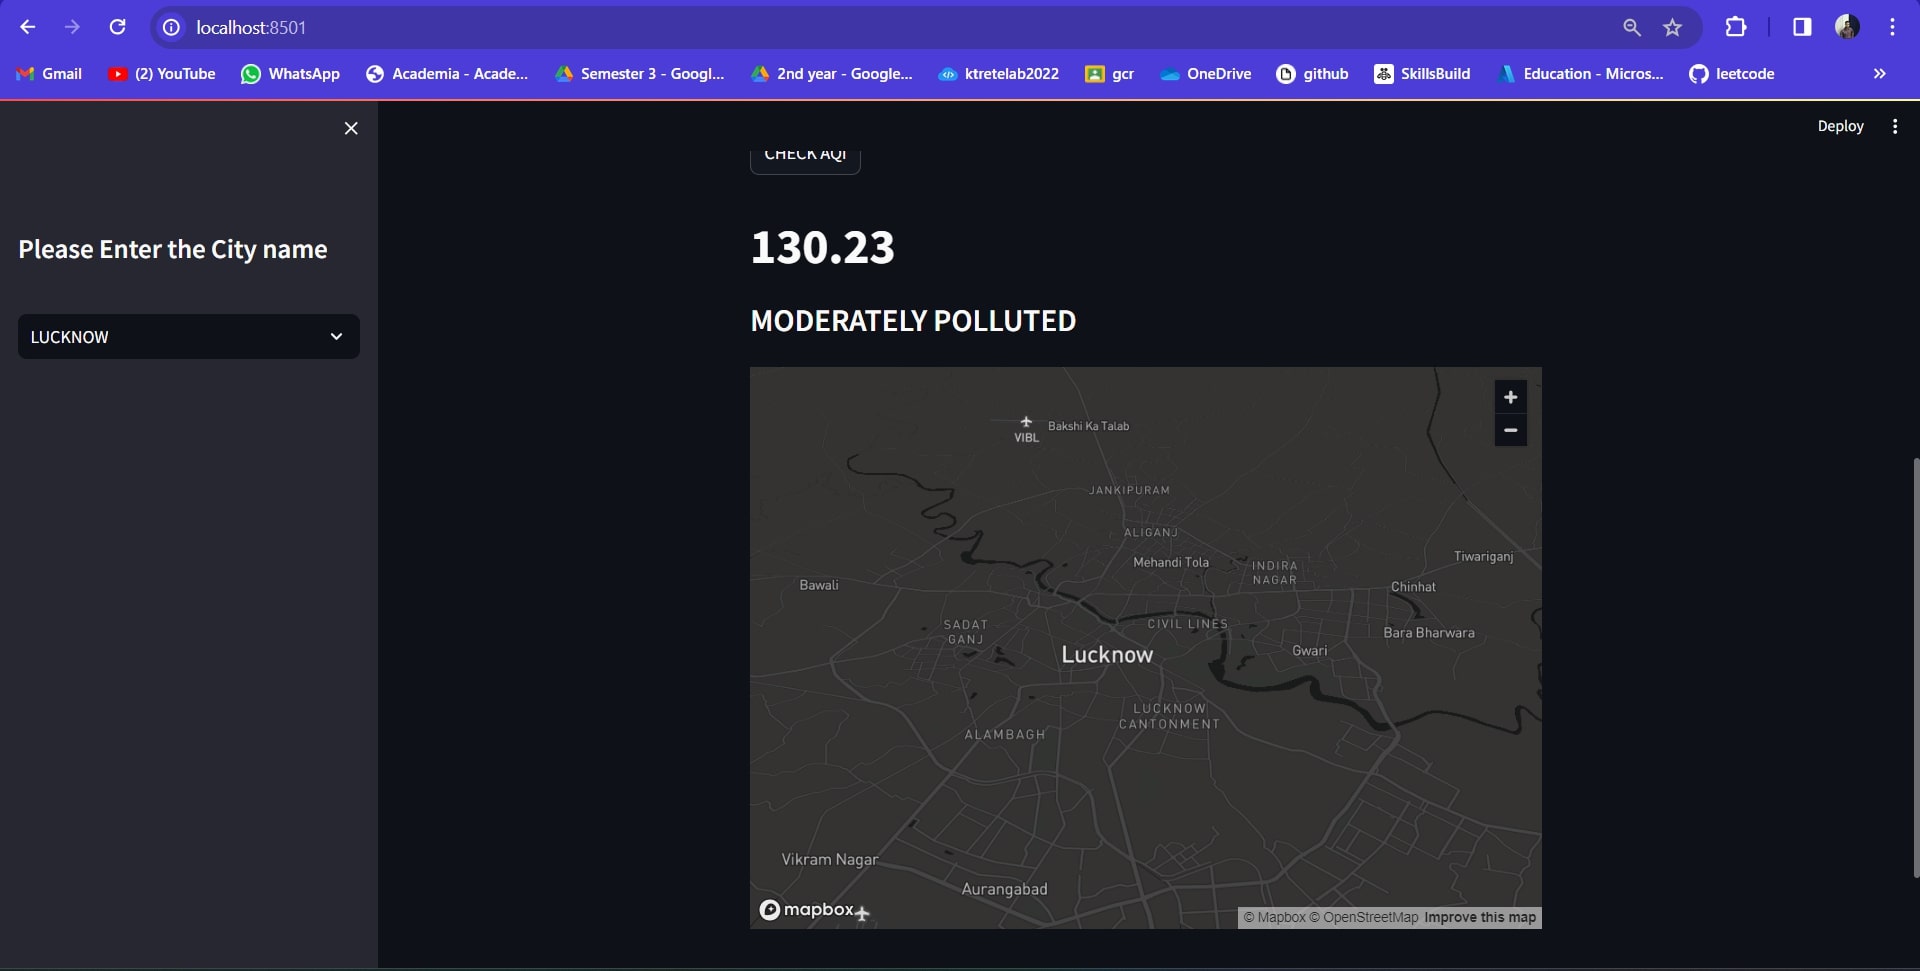 localhost:8501
Gmail
(2) YouTube
WhatsApp
Academia - Acade...
Semester 3 - Googl...
2nd year - Google...
ktretelab2022
gcr
OneDrive
github
SkillsBuild
Education - Micros...
leetcode
»
Deploy
Please Enter the City name
LUCKNOW
CHECK AQI
130.23
MODERATELY POLLUTED
VIBL
Bakshi Ka Talab
JANKIPURAM
ALIGANJ
Mehandi Tola
INDIRA
NAGAR
Tiwariganj
Chinhat
Bawali
SADAT
GANJ
CIVIL LINES
Bara Bharwara
Gwari
Lucknow
LUCKNOW
CANTONMENT
ALAMBAGH
Vikram Nagar
Aurangabad
mapbox
© Mapbox © OpenStreetMap Improve this map